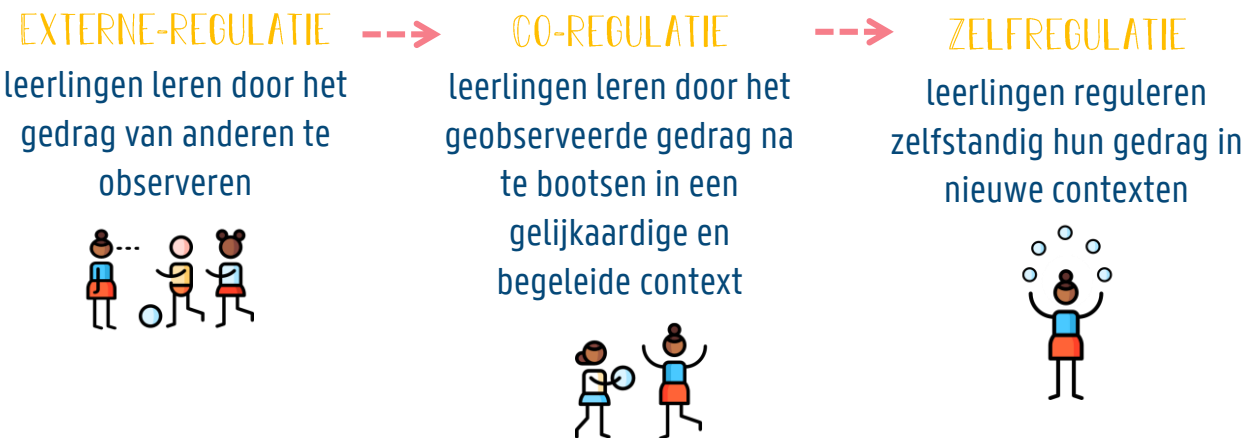 EXTERNE-REGULATIE
leerlingen leren door het
gedrag van anderen te
observeren
CO-REGULATIE
leerlingen leren door het
geobserveerde gedrag na
te bootsen in een
gelijkaardige en
begeleide context
ZELFREGULATIE
leerlingen reguleren
zelfstandig hun gedrag in
nieuwe contexten